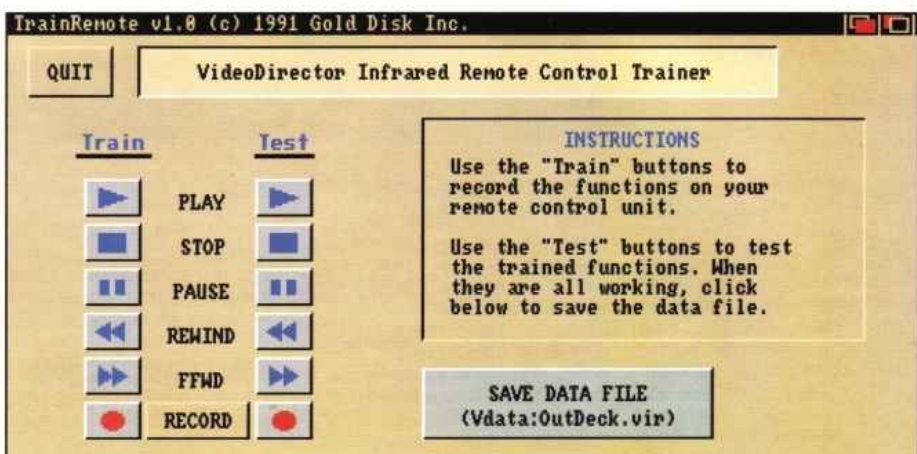 TrainRemote v1.0 (c) 1991 Gold Disk Inc.
QUIT
VideoDirector Infrared Remote Control Trainer
Train
Test
PLAY
STOP
PAUSE
REWIND
FFWD
RECORD
INSTRUCTIONS
Use the "Train" buttons to
record the functions on your
remote control unit.
Use the "Test" buttons to test
the trained functions. When
they are all working, click
below to save the data file.
SAVE DATA FILE
(Vdata:OutDeck.vir)